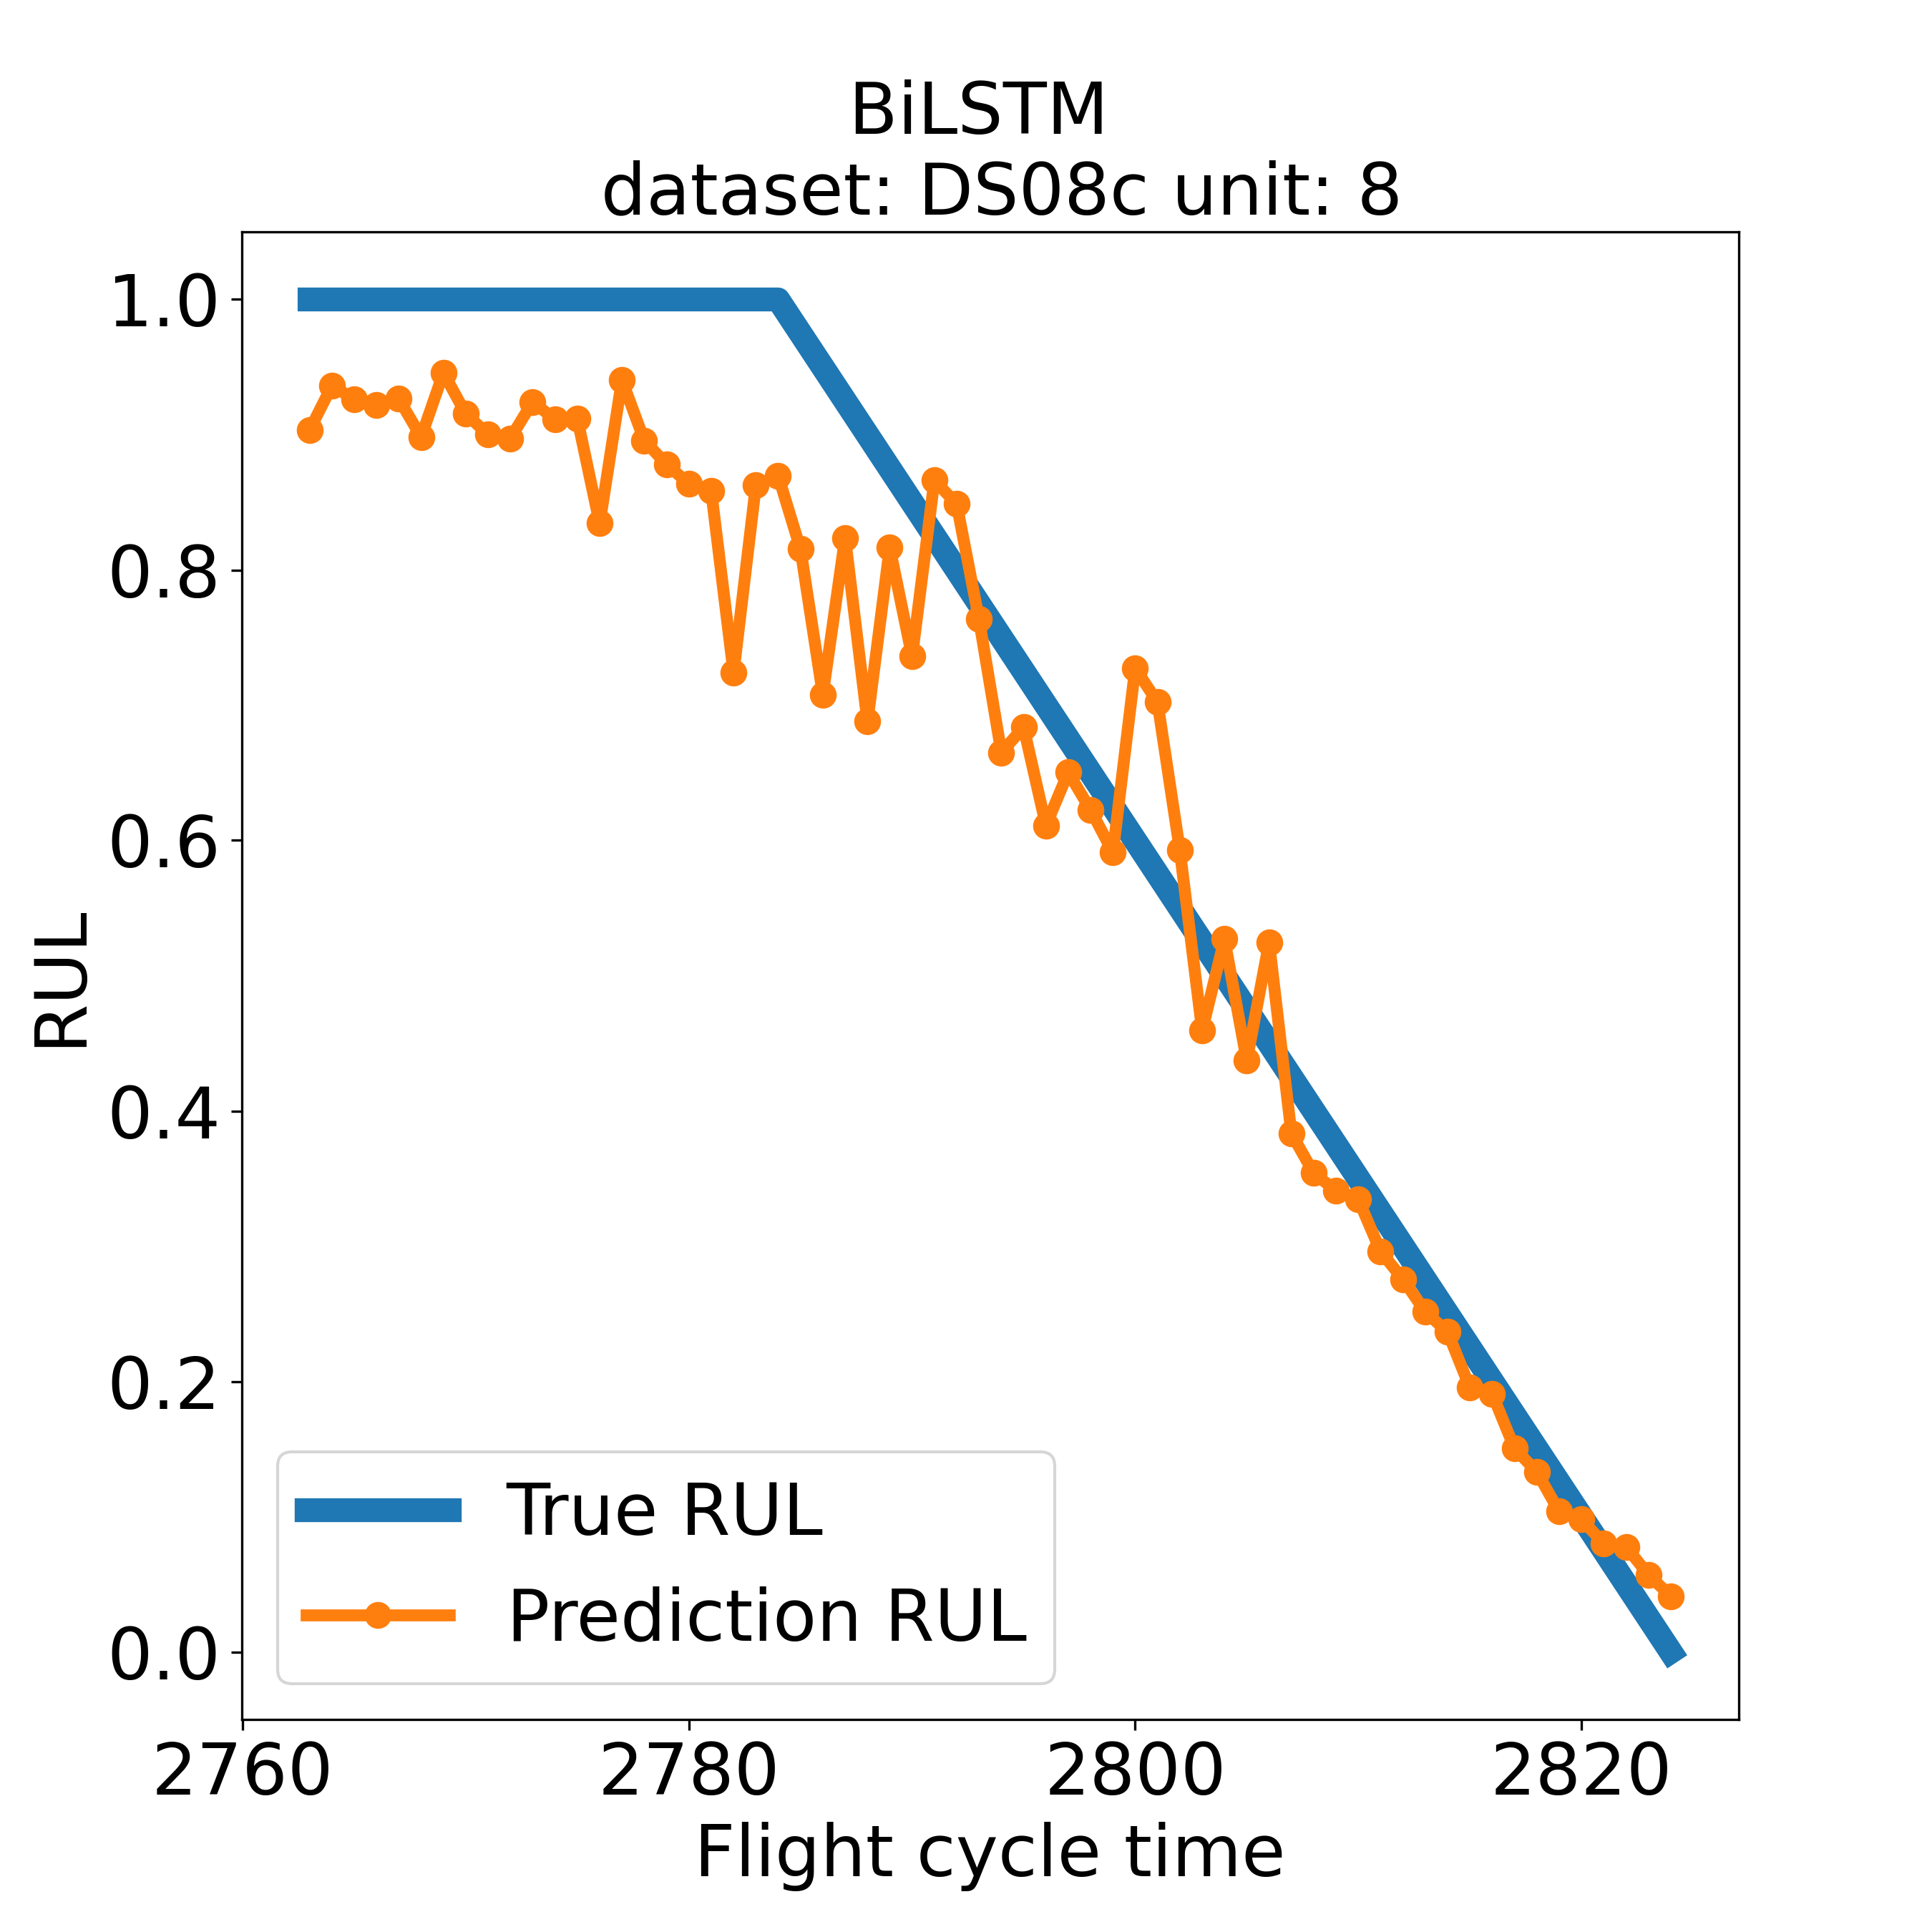 BiLSTM
dataset: DS08c unit: 8
1.0
0.8
0.6
0.4
0.2
0.0
RUL
True RUL
Prediction RUL
2760 2780 2800 2820
Flight cycle time